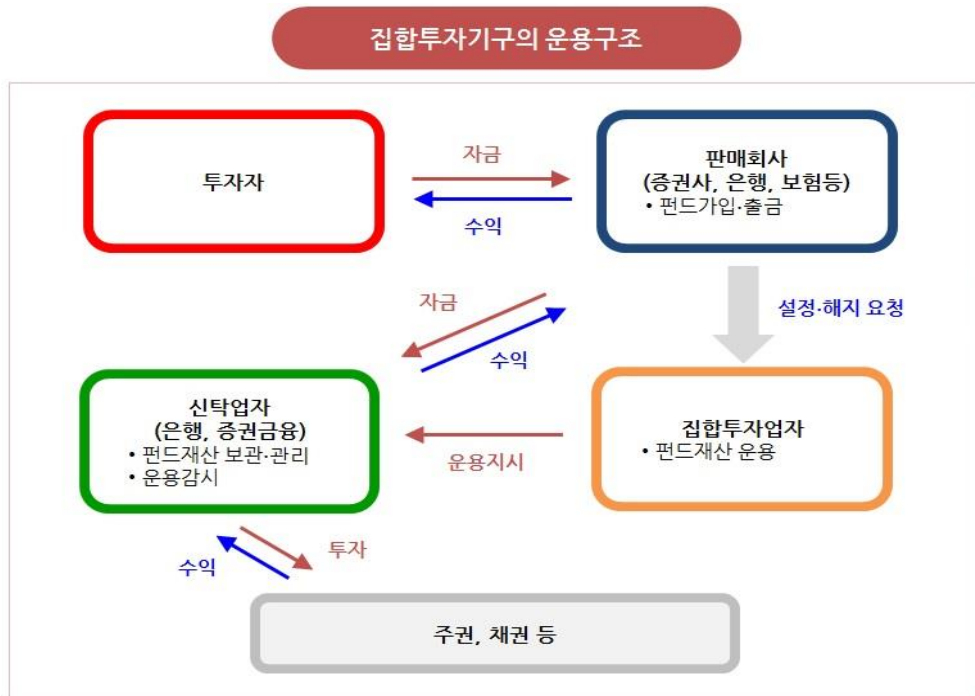 집합투자기구의 운용구조
투자자
자금
수익
판매회사
(증권사, 은행, 보험등)
• 펀드가입·출금
자금
수익
설정·해지 요청
신탁업자
(은행, 증권금융)
• 펀드재산 보관·관리
• 운용감시
운용지시
집합투자업자
• 펀드재산 운용
수익
투자
주권, 채권 등